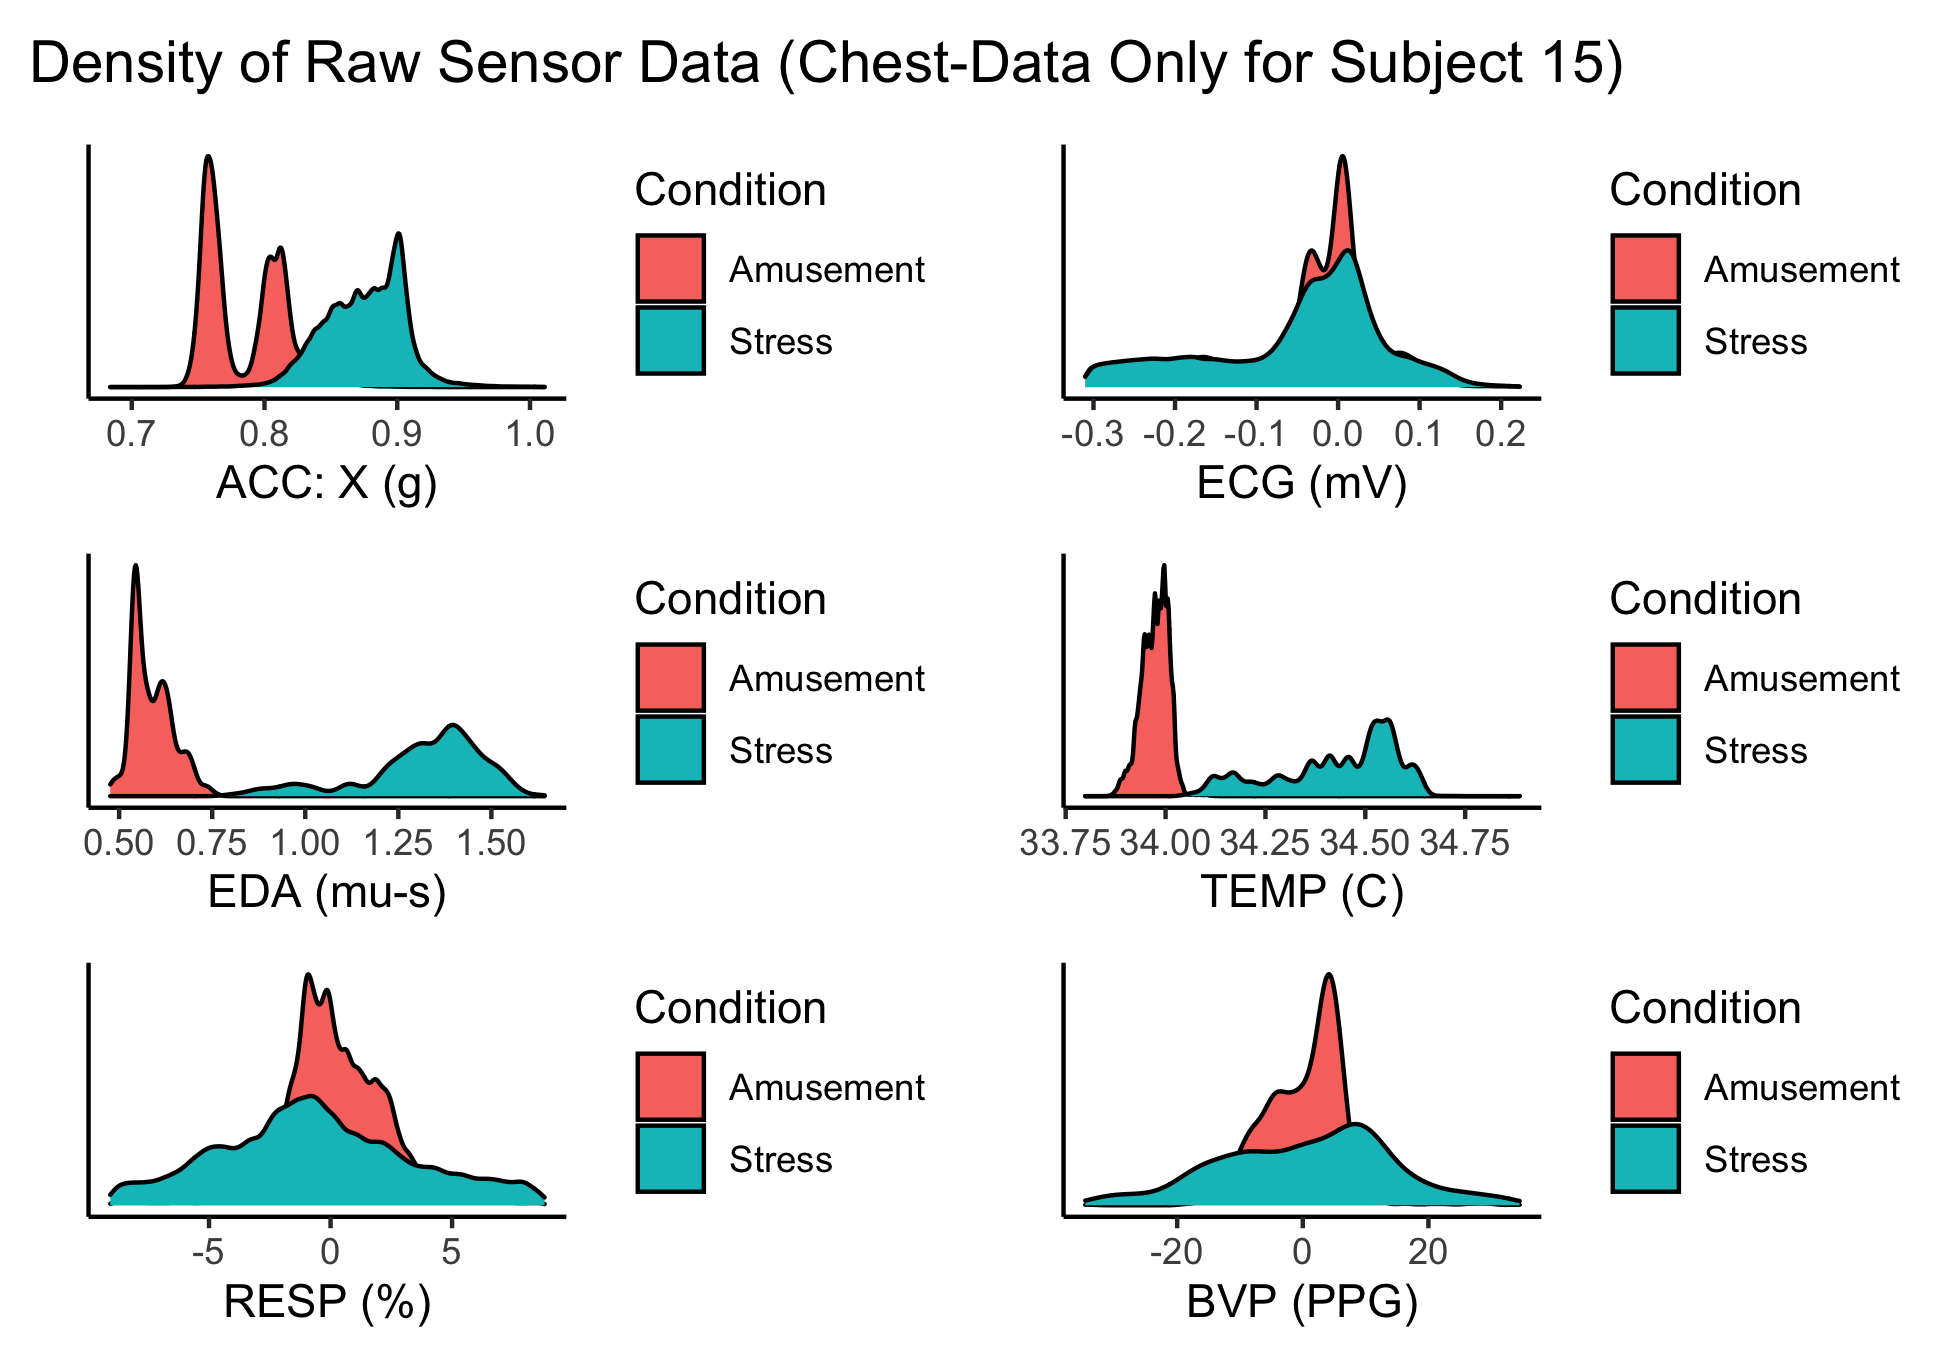 Density of Raw Sensor Data (Chest-Data Only for Subject 15)
Condition
Amusement
Stress
0.7 0.8 0.9 1.0
ACC: X (g)
Condition
Amusement
Stress
-0.3 -0.2 -0.1 0.0 0.1 0.2
ECG (mV)
Condition
Amusement
Stress
0.50 0.75 1.00 1.25 1.50
EDA (mu-s)
Condition
Amusement
Stress
33.75 34.00 34.25 34.50 34.75
TEMP (C)
Condition
Amusement
Stress
-5 0 5
RESP (%)
Condition
Amusement
Stress
-20 0 20
BVP (PPG)